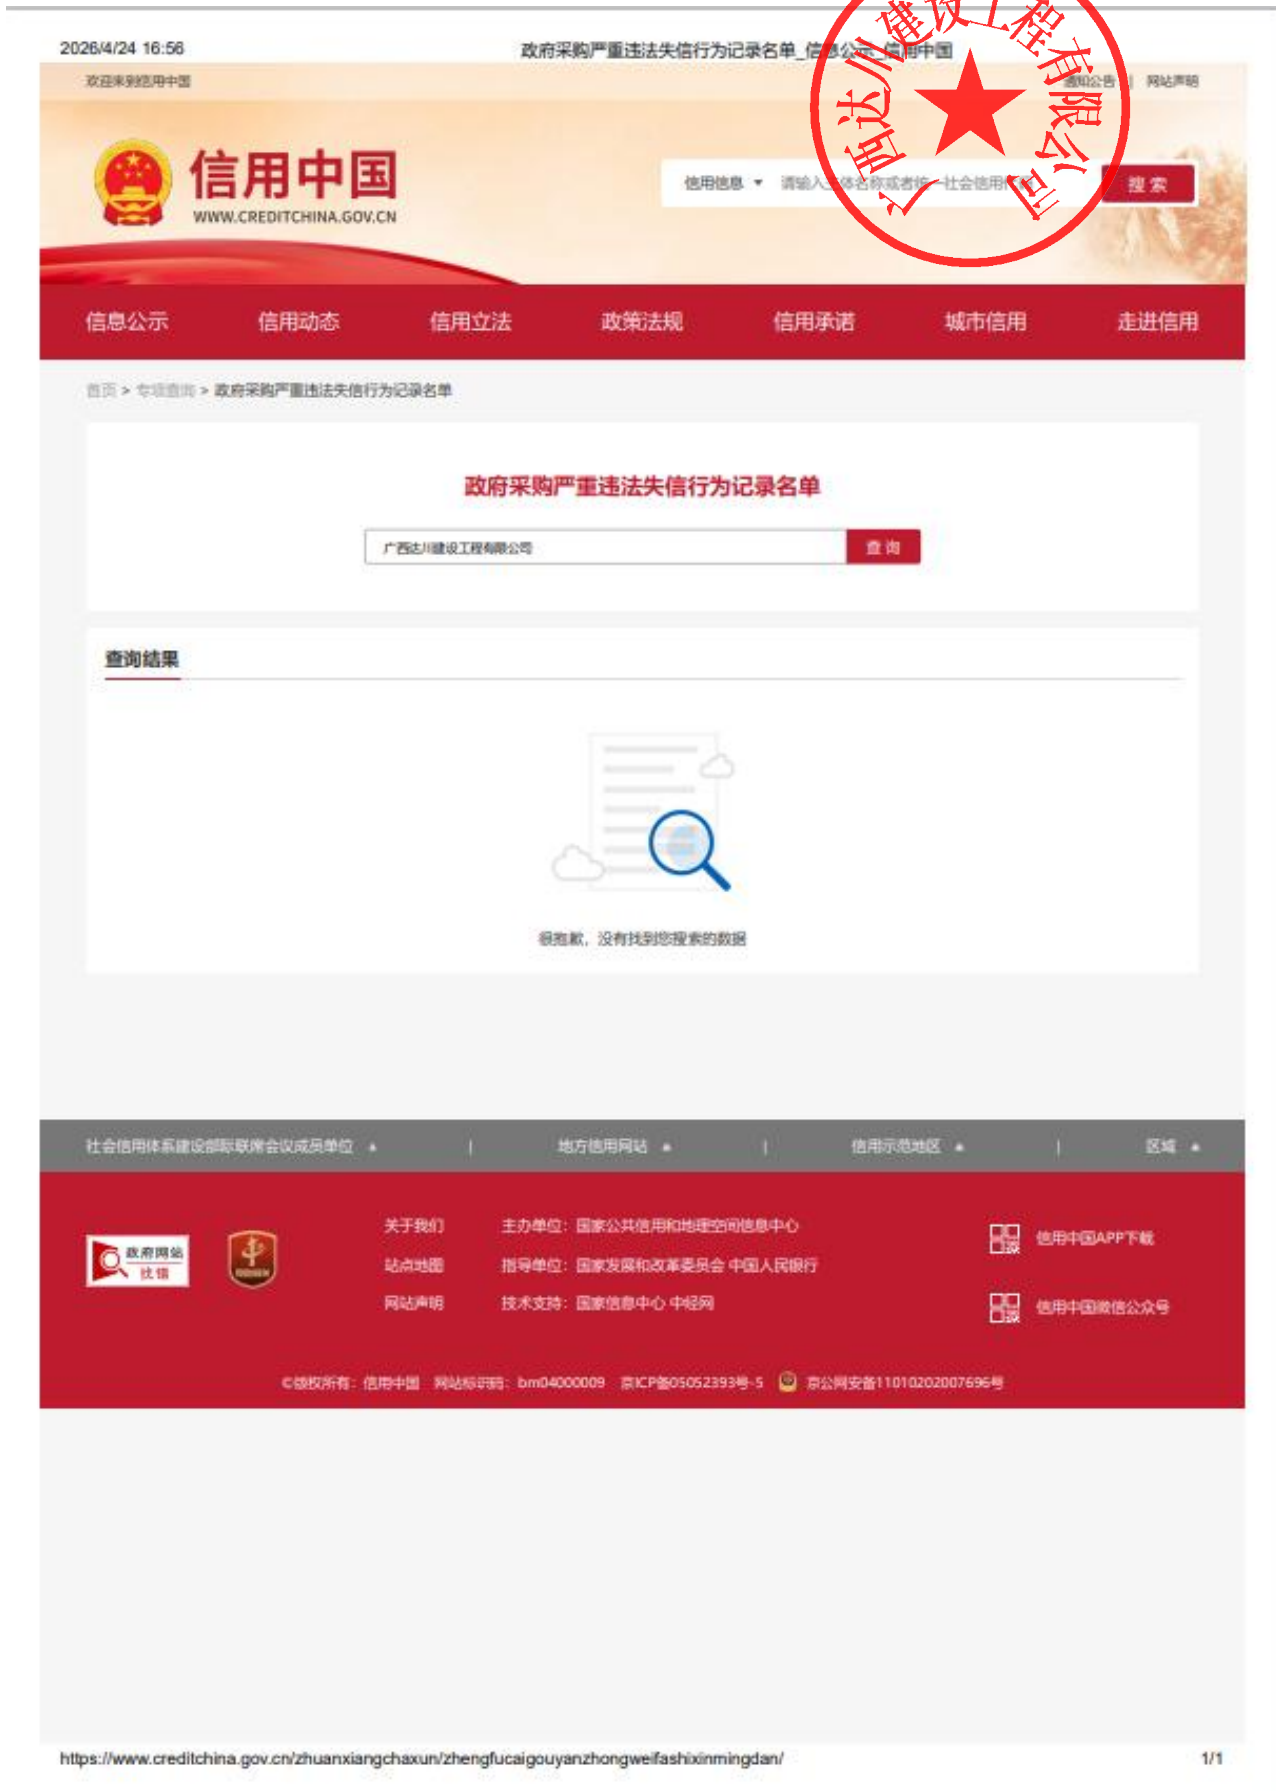 2026/4/24 16:56
政府采购严重违法失信行为记录名单_信息公示_信用中国
欢迎来到信用中国
通知公告 | 网站声明
广西达川建设工程有限公司
信用中国
WWW.CREDITCHINA.GOV.CN
信用信息
请输入主体名称或者统一社会信用代码
搜索
信息公示 信用动态 信用立法 政策法规 信用承诺 城市信用 走进信用
首页 > 专项查询 > 政府采购严重违法失信行为记录名单
政府采购严重违法失信行为记录名单
广西达川建设工程有限公司
查询
查询结果
很抱歉，没有找到您搜索的数据
社会信用体系建设部际联席会议成员单位 | 地方信用网站 | 信用示范地区 | 区域
政府网站
找错
关于我们
站点地图
网站声明
主办单位：国家公共信用和地理空间信息中心
指导单位：国家发展和改革委员会 中国人民银行
技术支持：国家信息中心 中经网
信用中国APP下载
信用中国微信公众号
©版权所有：信用中国 网站标识码：bm04000009 京ICP备05052393号-5 京公网安备11010202007696号
https://www.creditchina.gov.cn/zhuanxiangchaxun/zhengfucaigouyanzhongweifashixinmingdan/
1/1